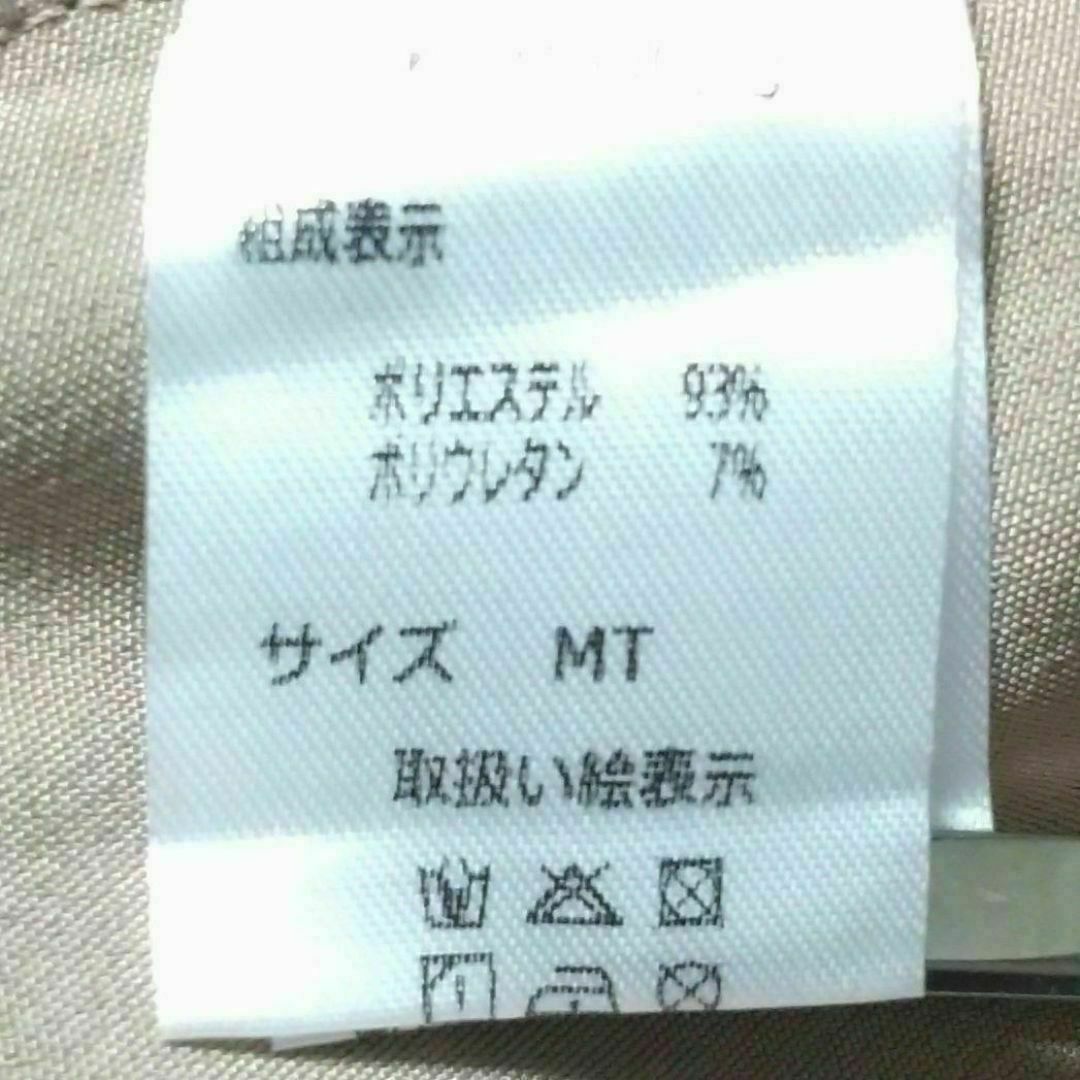 組成表示
ポリエステル 93%
ポリウレタン 7%
サイズ MT
取扱い絵表示